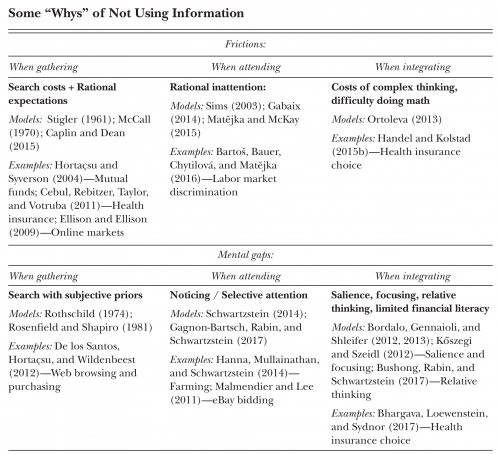 Some “Whys” of Not Using Information
Frictions:
When gathering
When attending
When integrating
Search costs + Rational
expectations
Models: Stigler (1961); McCall
(1970); Caplin and Dean
(2015)
Examples: Hortaçsu and
Syverson (2004)—Mutual
funds; Cebul, Rebitzer, Taylor,
and Votruba (2011)—Health
insurance; Ellison and Ellison
(2009)—Online markets
Rational inattention:
Models: Sims (2003); Gabaix
(2014); Matějka and McKay
(2015)
Examples: Bartoš, Bauer,
Chytilová, and Matějka
(2016)—Labor market
discrimination
Costs of complex thinking,
difficulty doing math
Models: Ortoleva (2013)
Examples: Handel and Kolstad
(2015b)—Health insurance
choice
Mental gaps:
When gathering
When attending
When integrating
Search with subjective priors
Models: Rothschild (1974);
Rosenfield and Shapiro (1981)
Examples: De los Santos,
Hortaçsu, and Wildenbeest
(2012)—Web browsing and
purchasing
Noticing / Selective attention
Models: Schwartzstein (2014);
Gagnon-Bartsch, Rabin, and
Schwartzstein (2017)
Examples: Hanna, Mullainathan,
and Schwartzstein (2014)—
Farming; Malmendier and Lee
(2011)—eBay bidding
Salience, focusing, relative
thinking, limited financial literacy
Models: Bordalo, Gennaioli, and
Shleifer (2012, 2013); Kőszegi
and Szeidl (2012)—Salience and
focusing; Bushong, Rabin, and
Schwartzstein (2017)—Relative
thinking
Examples: Bhargava, Loewenstein,
and Sydnor (2017)—Health
insurance choice